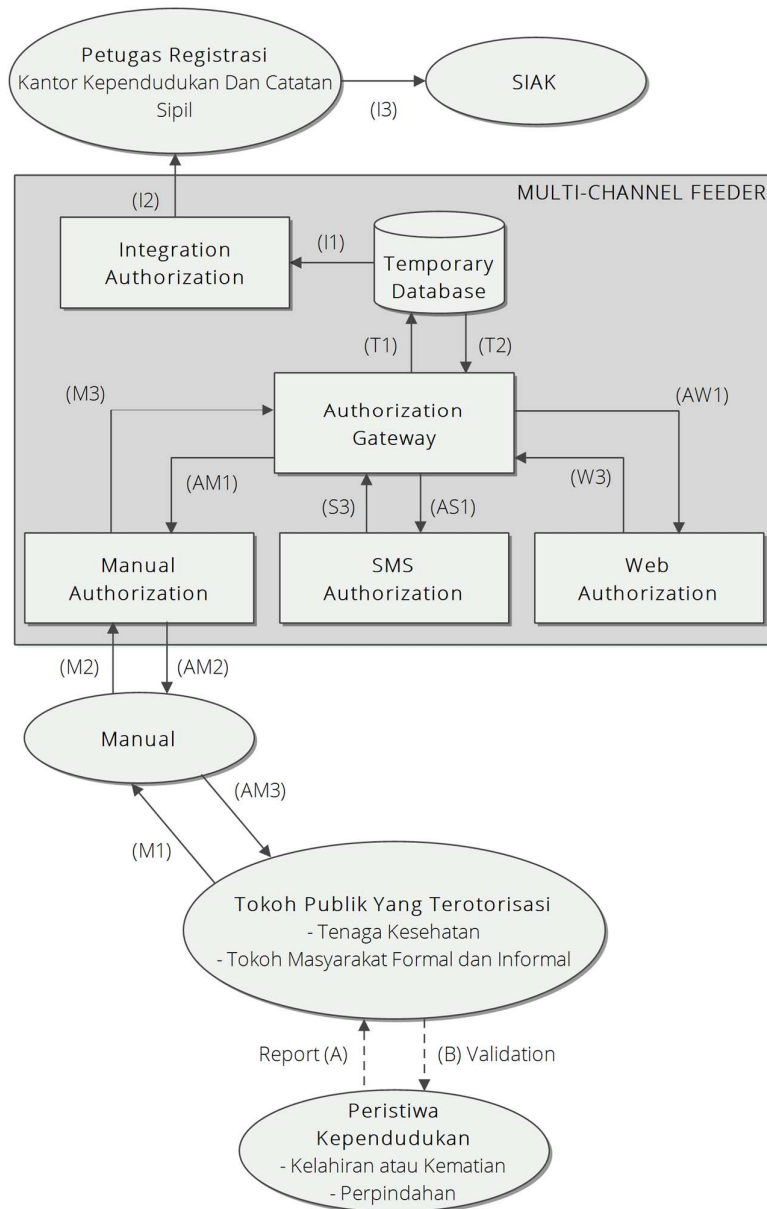 Petugas Registrasi
Kantor Kependudukan Dan Catatan
Sipil
SIAK
(I3)
(I2)
MULTI-CHANNEL FEEDER
Integration
Authorization
(I1)
Temporary
Database
(T1)
(T2)
(M3)
Authorization
Gateway
(AW1)
(AM1)
(S3)
(AS1)
(W3)
Manual
Authorization
SMS
Authorization
Web
Authorization
(M2)
(AM2)
Manual
(AM3)
(M1)
Tokoh Publik Yang Terotorisasi
- Tenaga Kesehatan
- Tokoh Masyarakat Formal dan Informal
Report (A)
(B) Validation
Peristiwa
Kependudukan
- Kelahiran atau Kematian
- Perpindahan